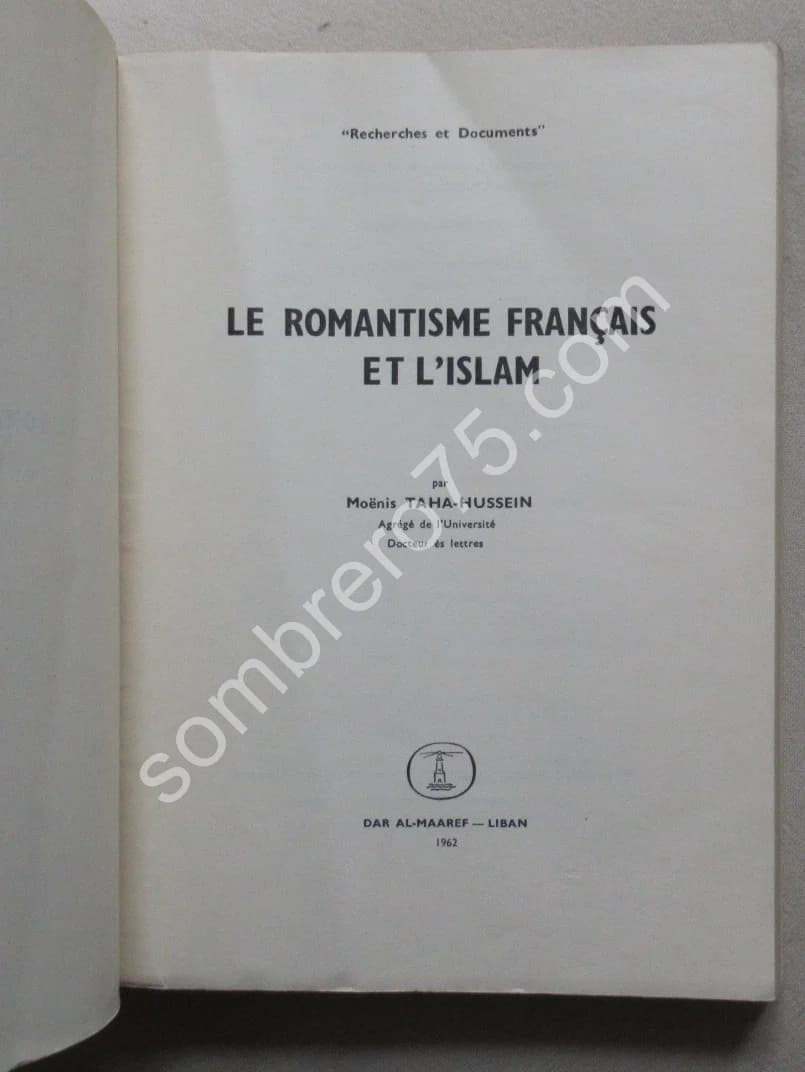 "Recherches et Documents"
LE ROMANTISME FRANÇAIS
ET L'ISLAM
par
Moënis TAHA-HUSSEIN
Agrégé de l'Université
Docteur ès lettres
DAR AL-MAAREF — LIBAN
1962
sombrero75.com